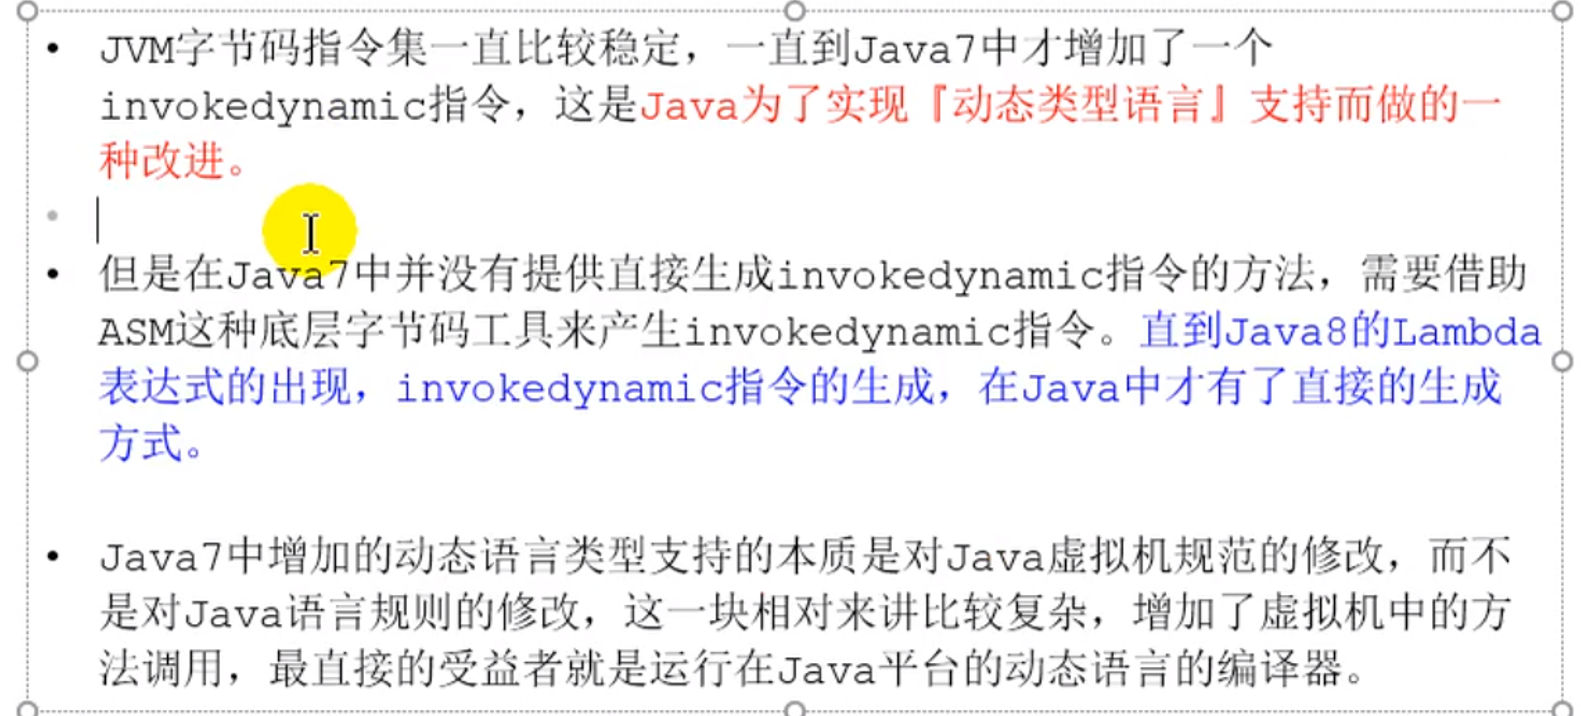 • JVM字节码指令集一直比较稳定，一直到Java7中才增加了一个
invokedynamic指令，这是Java为了实现『动态类型语言』支持而做的一
种改进。
•
• 但是在Java7中并没有提供直接生成invokedynamic指令的方法，需要借助
ASM这种底层字节码工具来产生invokedynamic指令。直到Java8的Lambda
表达式的出现，invokedynamic指令的生成，在Java中才有了直接的生成
方式。
• Java7中增加的动态语言类型支持的本质是对Java虚拟机规范的修改，而不
是对Java语言规则的修改，这一块相对来讲比较复杂，增加了虚拟机中的方
法调用，最直接的受益者就是运行在Java平台的动态语言的编译器。